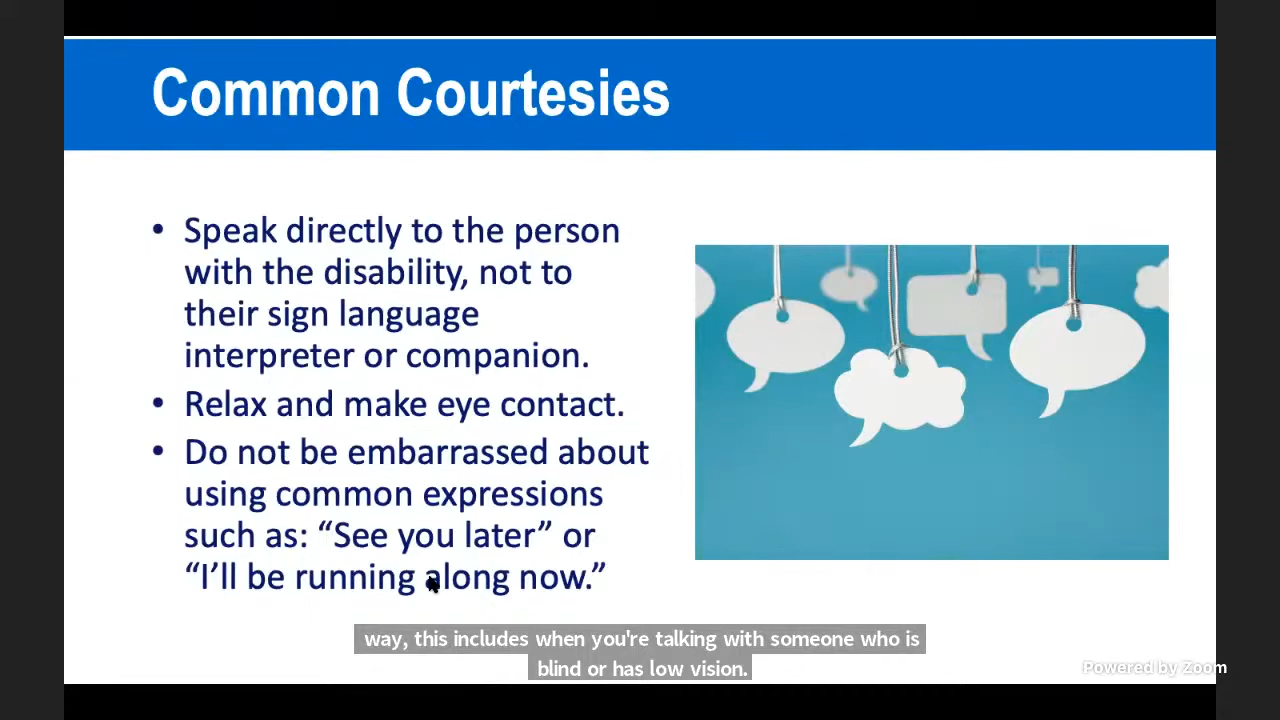 Common Courtesies
• Speak directly to the person
with the disability, not to
their sign language
interpreter or companion.
• Relax and make eye contact.
• Do not be embarrassed about
using common expressions
such as: “See you later” or
“I’ll be running along now.”
way, this includes when you're talking with someone who is
blind or has low vision.
Powered by Zoom